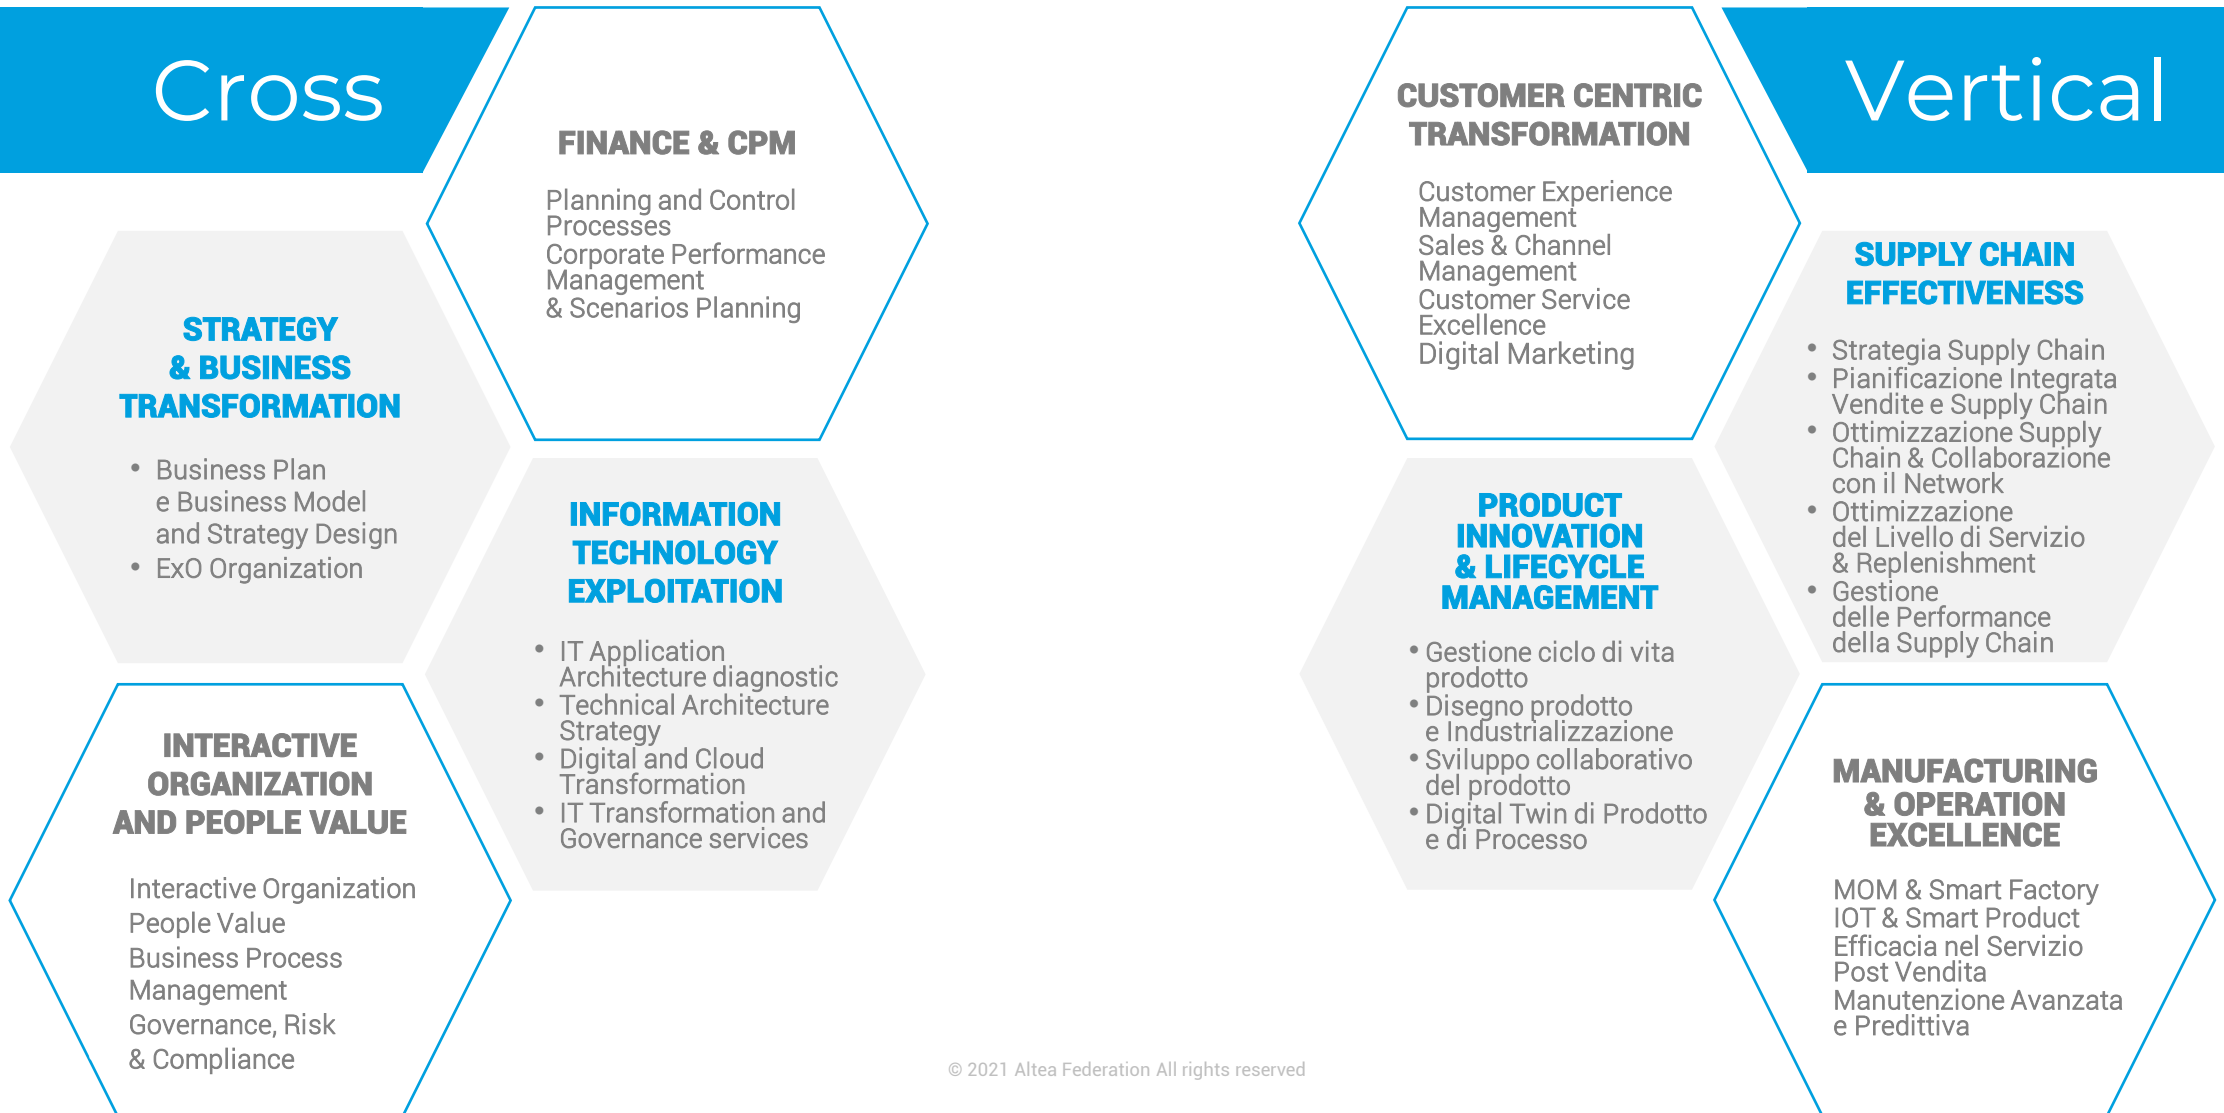 Cross
FINANCE & CPM
Planning and Control
Processes
Corporate Performance
Management
& Scenarios Planning
STRATEGY
& BUSINESS
TRANSFORMATION
• Business Plan
e Business Model
and Strategy Design
• ExO Organization
INFORMATION
TECHNOLOGY
EXPLOITATION
• IT Application
Architecture diagnostic
• Technical Architecture
Strategy
• Digital and Cloud
Transformation
• IT Transformation and
Governance services
INTERACTIVE
ORGANIZATION
AND PEOPLE VALUE
Interactive Organization
People Value
Business Process
Management
Governance, Risk
& Compliance
Vertical
CUSTOMER CENTRIC
TRANSFORMATION
Customer Experience
Management
Sales & Channel
Management
Customer Service
Excellence
Digital Marketing
SUPPLY CHAIN
EFFECTIVENESS
• Strategia Supply Chain
• Pianificazione Integrata
Vendite e Supply Chain
• Ottimizzazione Supply
Chain & Collaborazione
con il Network
• Ottimizzazione
del Livello di Servizio
& Replenishment
• Gestione
delle Performance
della Supply Chain
PRODUCT
INNOVATION
& LIFECYCLE
MANAGEMENT
• Gestione ciclo di vita
prodotto
• Disegno prodotto
e Industrializzazione
• Sviluppo collaborativo
del prodotto
• Digital Twin di Prodotto
e di Processo
MANUFACTURING
& OPERATION
EXCELLENCE
MOM & Smart Factory
IOT & Smart Product
Efficacia nel Servizio
Post Vendita
Manutenzione Avanzata
e Predittiva
© 2021 Altea Federation All rights reserved